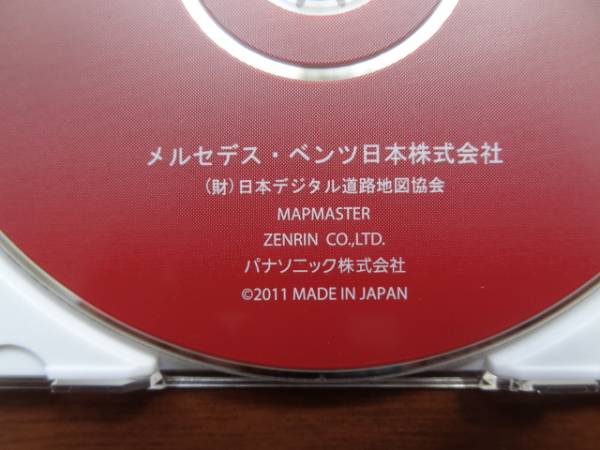 メルセデス・ベンツ日本株式会社
（財）日本デジタル道路地図協会
MAPMASTER
ZENRIN CO.,LTD.
パナソニック株式会社
©2011 MADE IN JAPAN